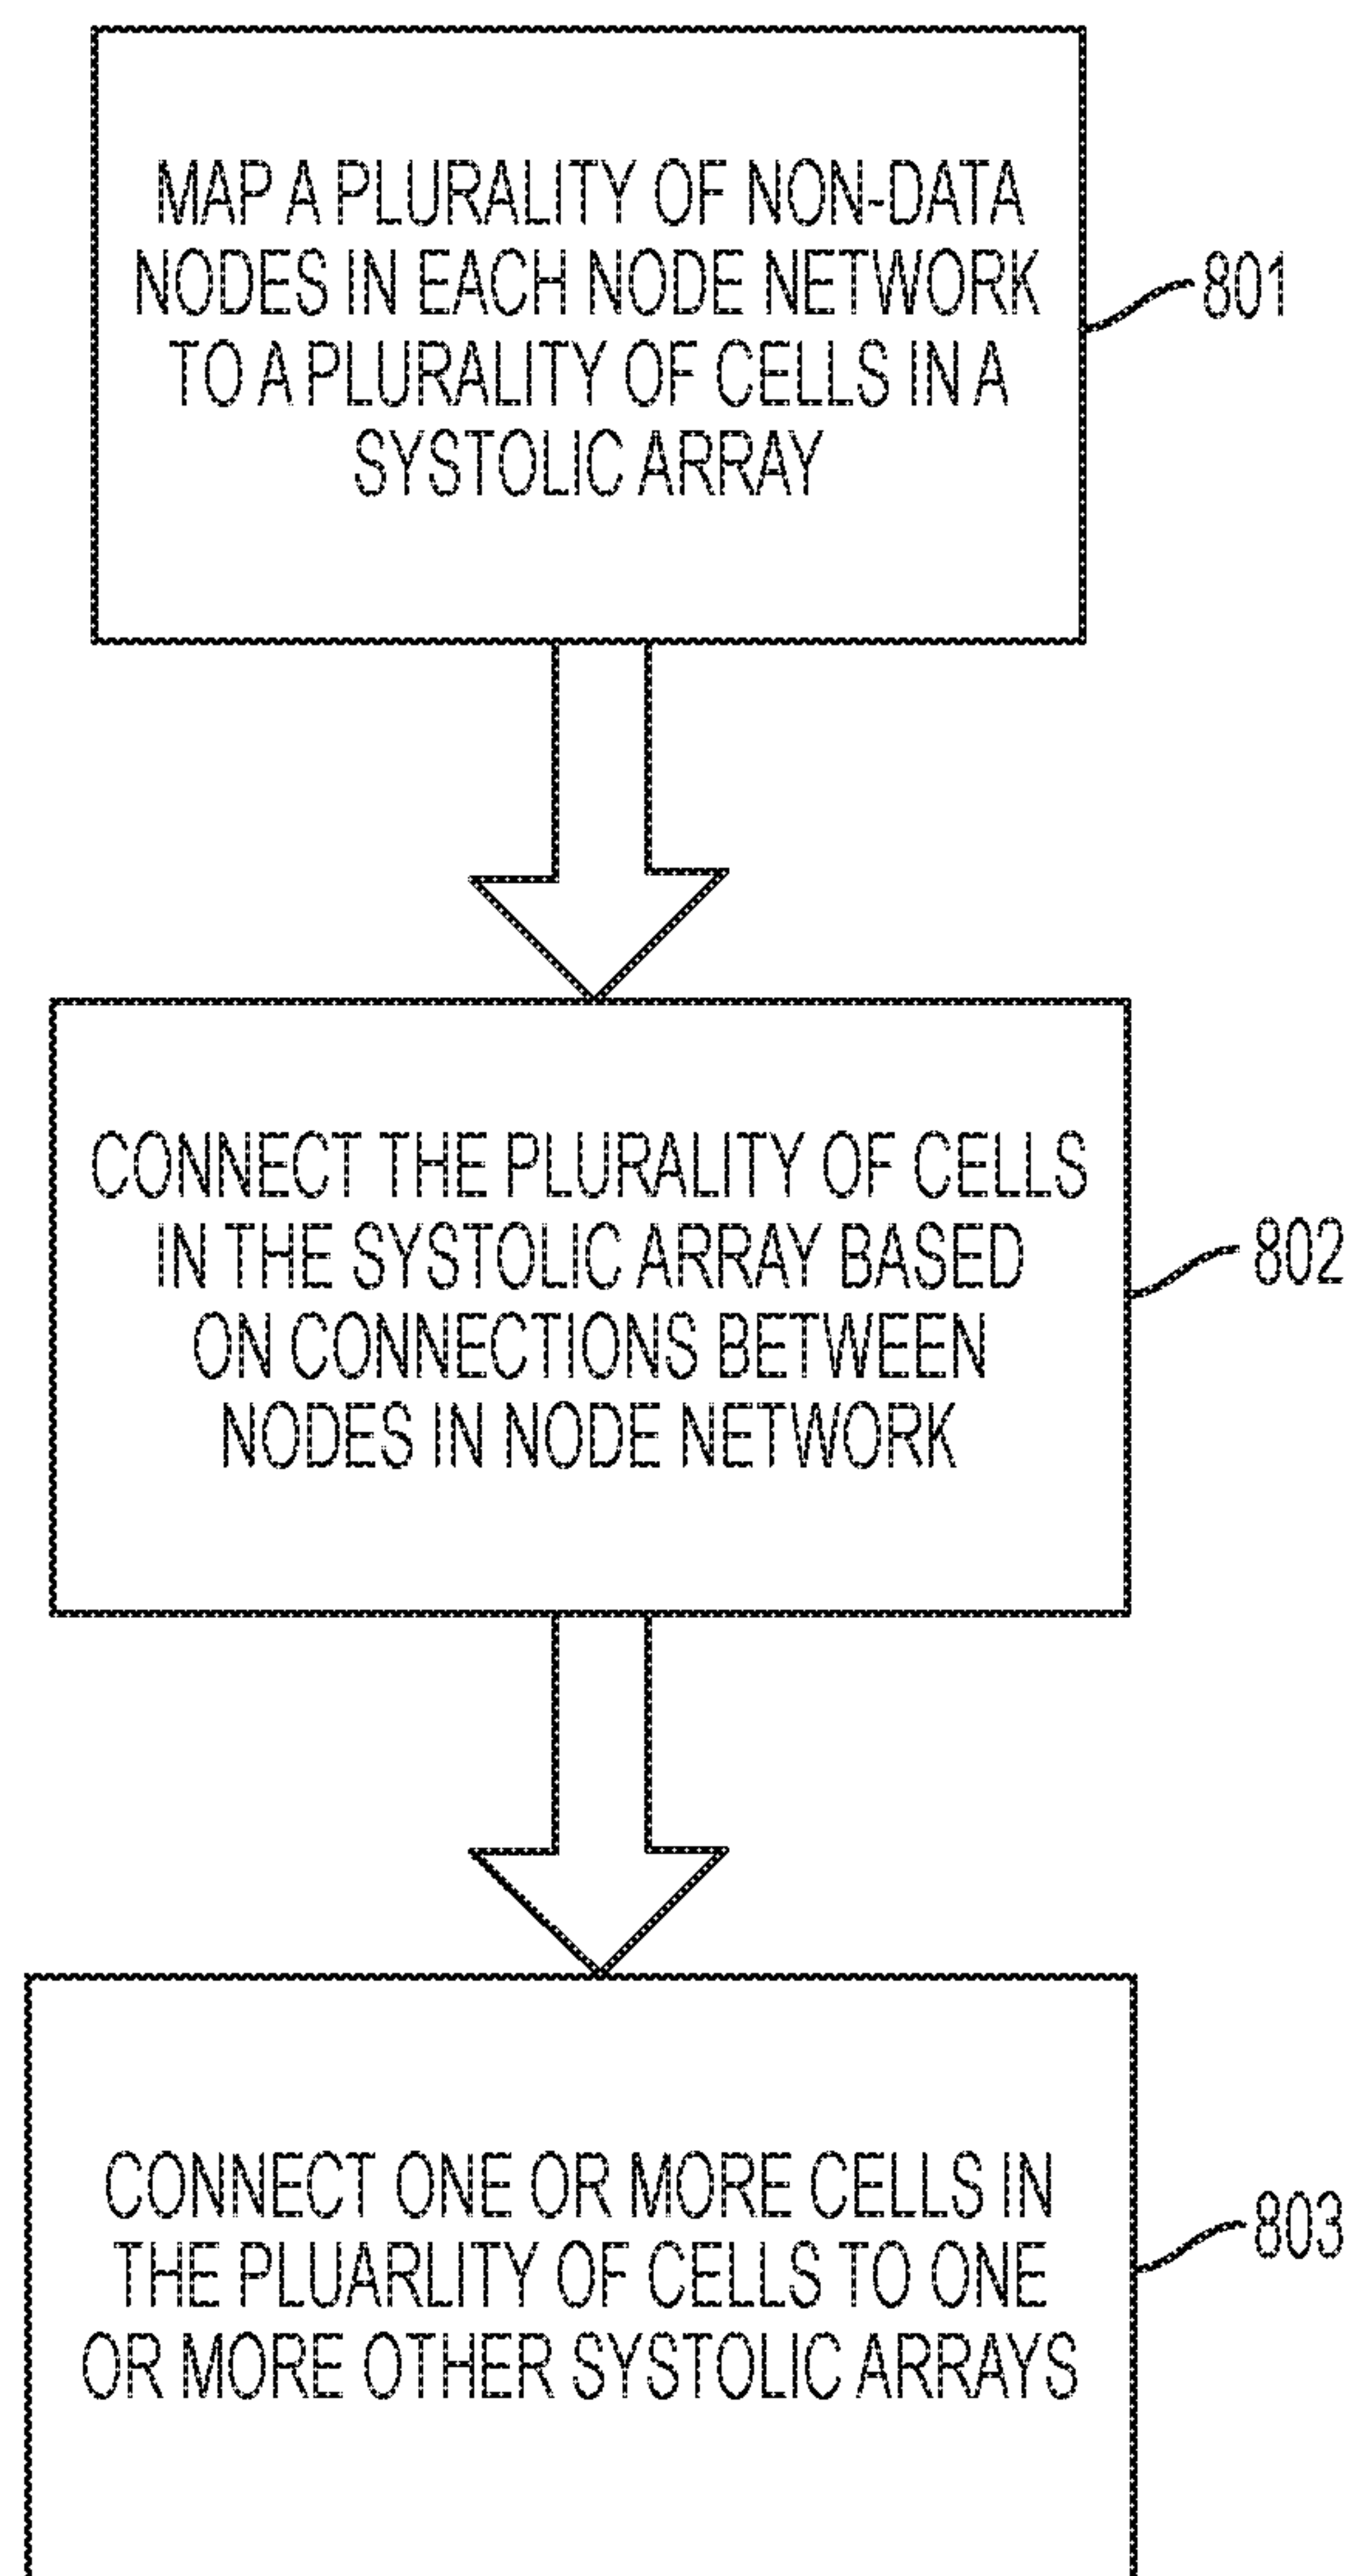 MAP A PLURALITY OF NON-DATA
NODES IN EACH NODE NETWORK
TO A PLURALITY OF CELLS IN A
SYSTOLIC ARRAY
801
CONNECT THE PLURALITY OF CELLS
IN THE SYSTOLIC ARRAY BASED
ON CONNECTIONS BETWEEN
NODES IN NODE NETWORK
802
CONNECT ONE OR MORE CELLS IN
THE PLUARLITY OF CELLS TO ONE
OR MORE OTHER SYSTOLIC ARRAYS
803